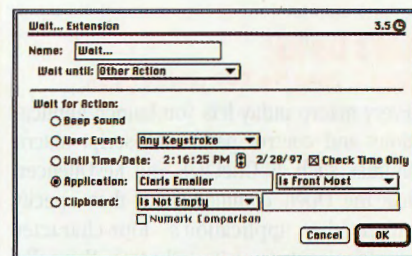 Wait... Extension 3.5
Name: Wait...
Wait until: Other Action
Wait for Action:
Beep Sound
User Event: Any Keystroke
Until Time/Date: 2:16:25 PM 2/28/97 Check Time Only
Application: Claris Emailer Is Front Most
Clipboard: Is Not Empty
Numeric Comparison
Cancel OK